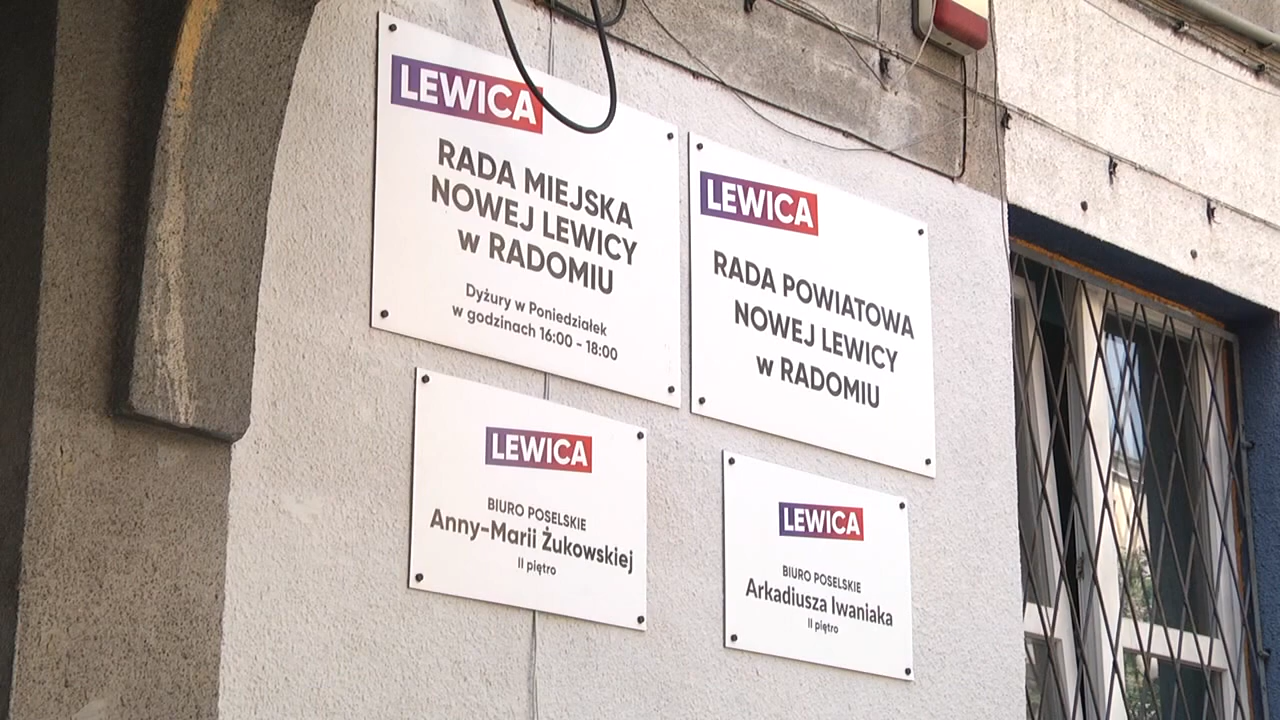 LEWICA
RADA MIEJSKA
NOWEJ LEWICY
w RADOMIU
Dyżury w Poniedziałek
w godzinach 16:00 - 18:00
LEWICA
RADA POWIATOWA
NOWEJ LEWICY
w RADOMIU
LEWICA
BIURO POSELSKIE
Anny-Marii Żukowskiej
II piętro
LEWICA
BIURO POSELSKIE
Arkadiusza Iwaniaka
II piętro